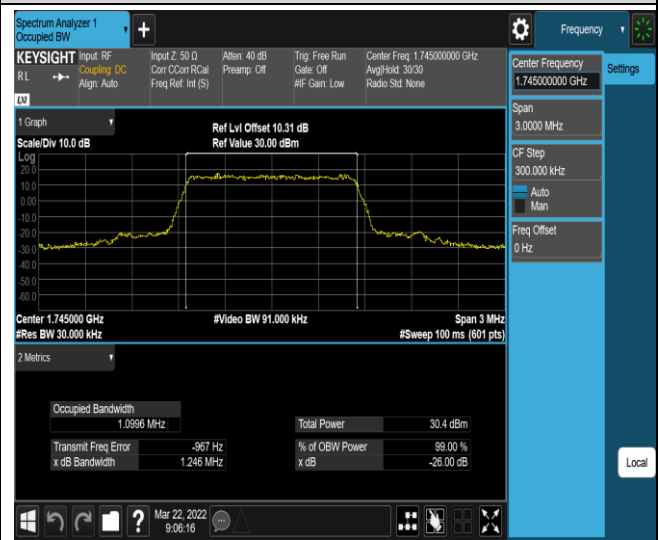 Spectrum Analyzer 1
Occupied BW
+
Frequency
KEYSIGHT
RL
LXI
Input: RF
Coupling: DC
Align: Auto
Input Z: 50 Ω
Corr CCorr RCal
Freq Ref: Int (S)
Atten: 40 dB
Preamp: Off
Trig: Free Run
Gate: Off
#IF Gain: Low
Center Freq: 1.745000000 GHz
Avg|Hold: 30/30
Radio Std: None
Center Frequency
1.745000000 GHz
Settings
Span
3.0000 MHz
CF Step
300.000 kHz
Auto
Man
Freq Offset
0 Hz
1 Graph
Scale/Div 10.0 dB
Ref Lvl Offset 10.31 dB
Ref Value 30.00 dBm
Log
20.0
10.0
0.00
-10.0
-20.0
-30.0
-40.0
-50.0
-60.0
Center 1.745000 GHz
#Video BW 91.000 kHz
Span 3 MHz
#Res BW 30.000 kHz
#Sweep 100 ms (601 pts)
2 Metrics
Occupied Bandwidth
1.0996 MHz
Total Power 30.4 dBm
Transmit Freq Error -967 Hz
% of OBW Power 99.00 %
x dB Bandwidth 1.246 MHz
x dB -26.00 dB
Local
?
Mar 22, 2022
9:06:16